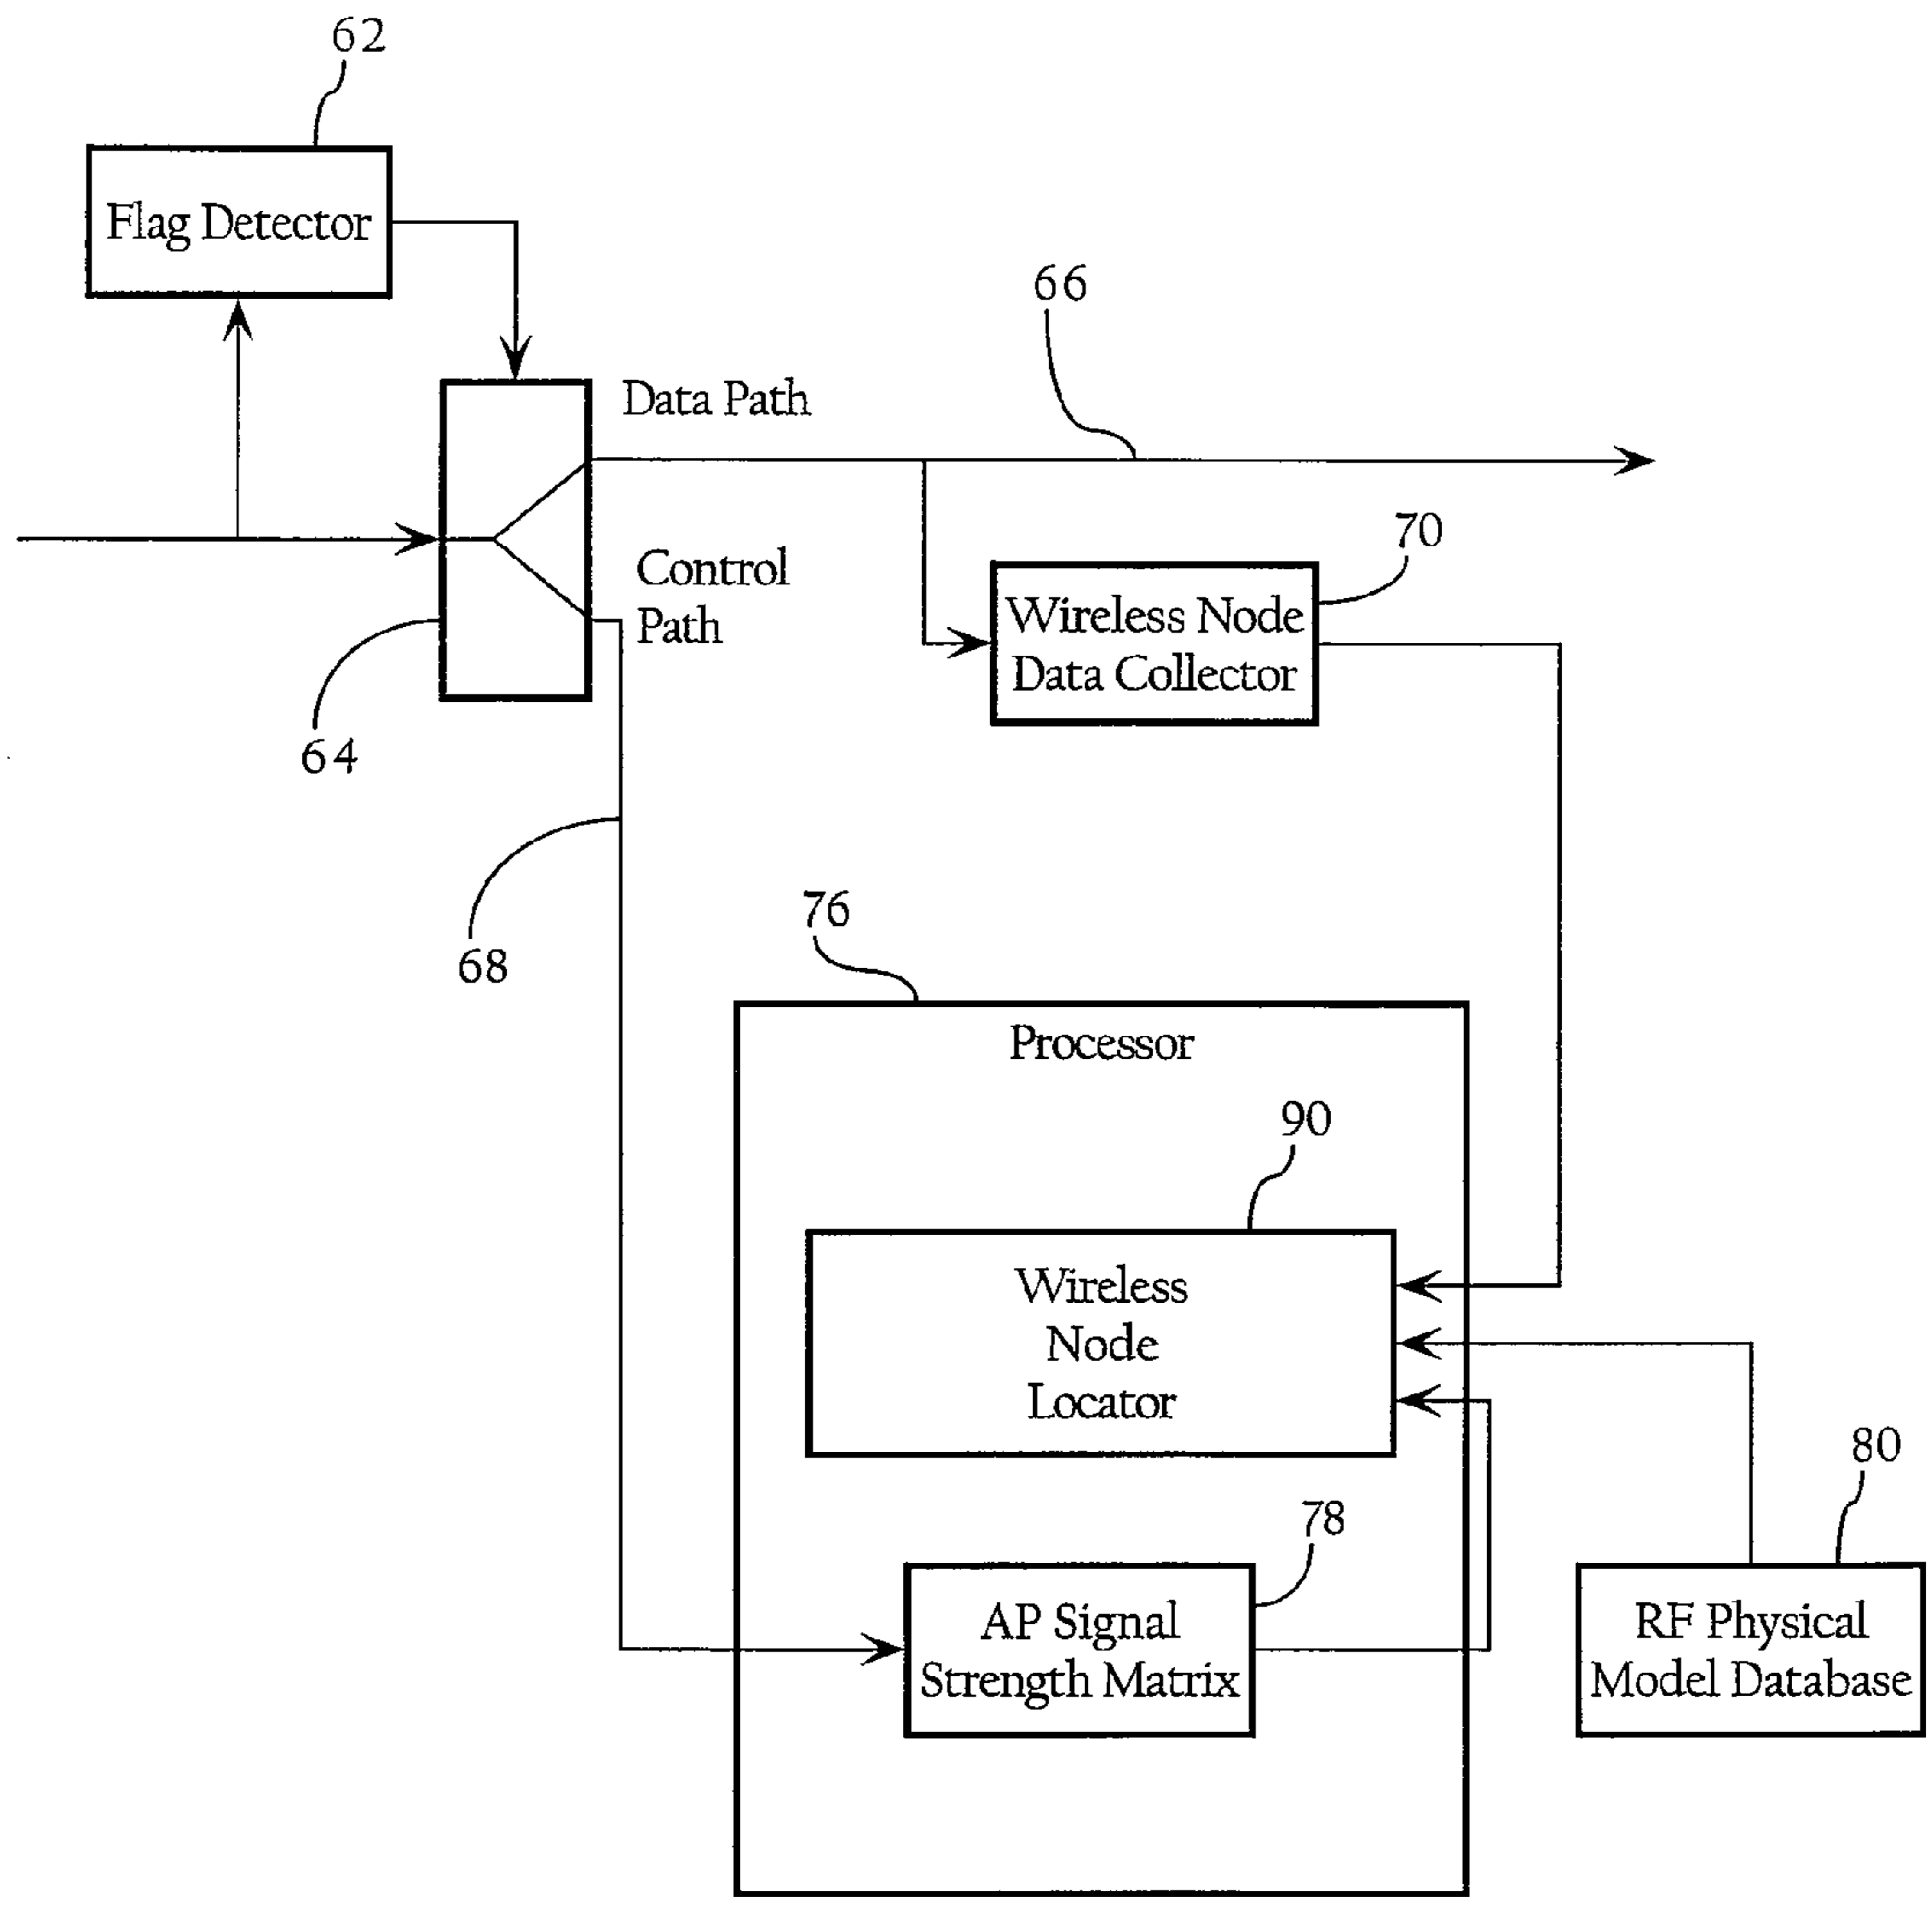 62
Flag Detector
66
Data Path
70
Control
Path
Wireless Node
Data Collector
64
76
68
Processor
90
Wireless
Node
Locator
80
78
AP Signal
Strength Matrix
RF Physical
Model Database